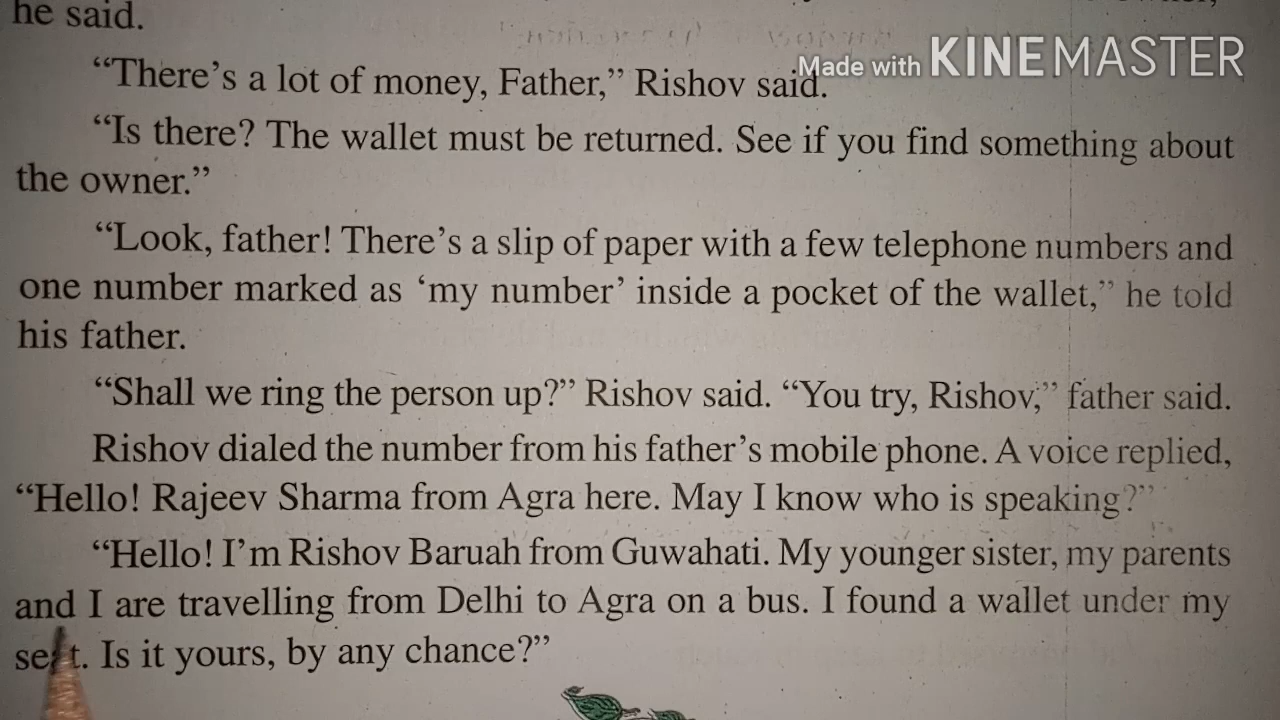 he said.
Made with KINEMASTER
“There’s a lot of money, Father,” Rishov said.
“Is there? The wallet must be returned. See if you find something about
the owner.”
“Look, father! There’s a slip of paper with a few telephone numbers and
one number marked as ‘my number’ inside a pocket of the wallet,” he told
his father.
“Shall we ring the person up?” Rishov said. “You try, Rishov,” father said.
Rishov dialed the number from his father’s mobile phone. A voice replied,
“Hello! Rajeev Sharma from Agra here. May I know who is speaking?”
“Hello! I’m Rishov Baruah from Guwahati. My younger sister, my parents
and I are travelling from Delhi to Agra on a bus. I found a wallet under my
seat. Is it yours, by any chance?”